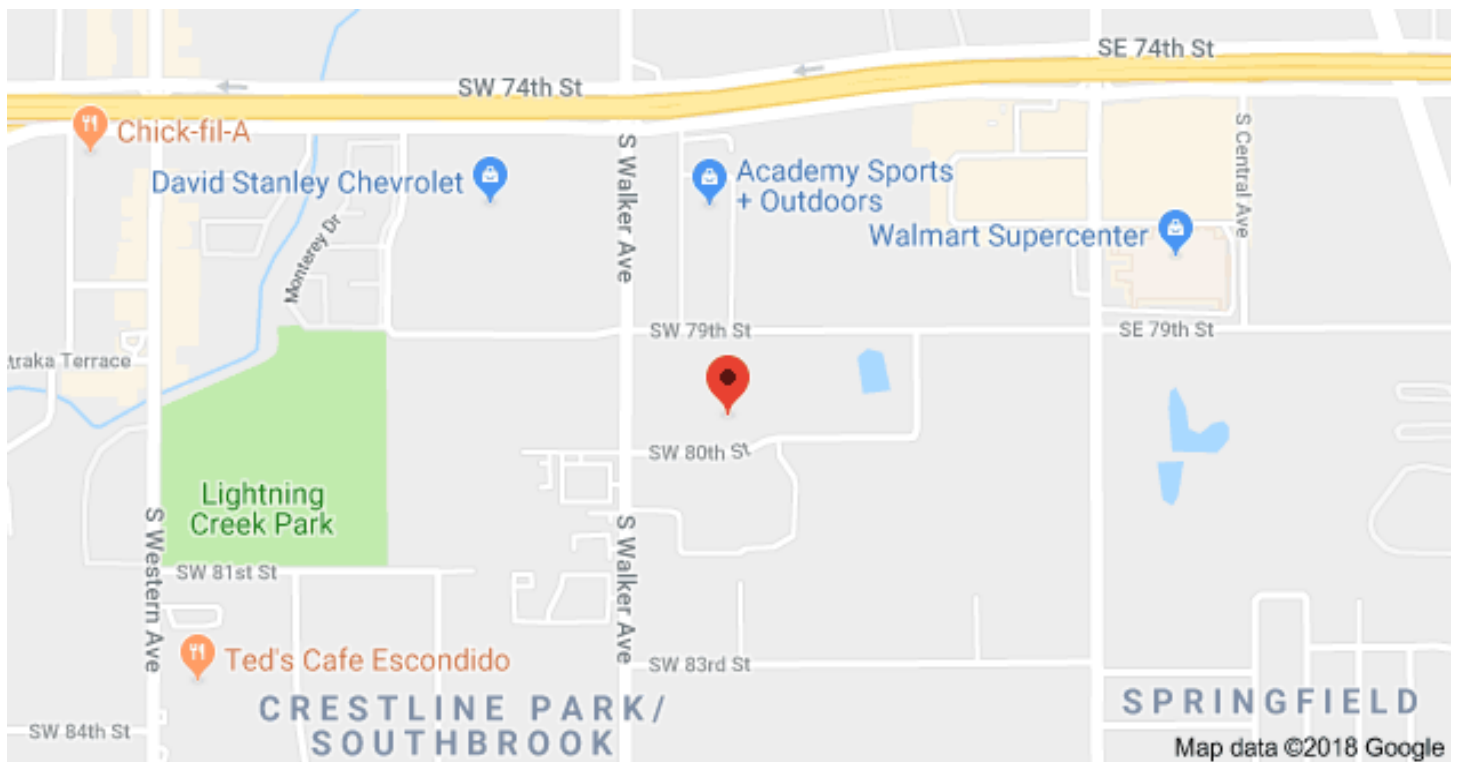 SE 74th St
SW 74th St
Chick-fil-A
David Stanley Chevrolet
S Walker Ave
Academy Sports
+ Outdoors
S Central Ave
Walmart Supercenter
Monterey Dr
SW 79th St
SE 79th St
traka Terrace
SW 80th St
Lightning
Creek Park
S Western Ave
S Walker Ave
SW 81st St
Ted's Cafe Escondido
SW 83rd St
CRESTLINE PARK/
SOUTHBROOK
SPRINGFIELD
SW 84th St
Map data ©2018 Google